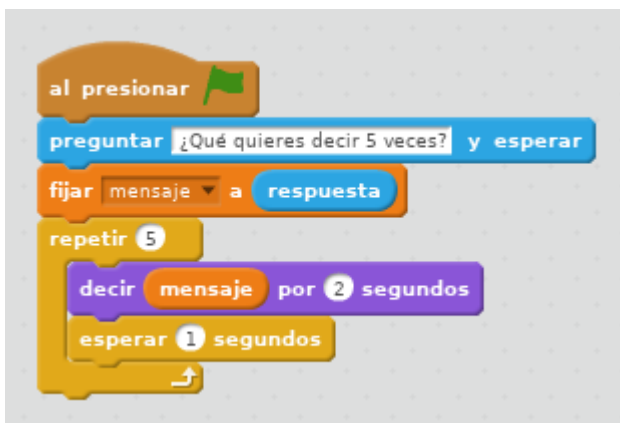 al presionar
preguntar ¿Qué quieres decir 5 veces? y esperar
fijar mensaje a respuesta
repetir 5
decir mensaje por 2 segundos
esperar 1 segundos